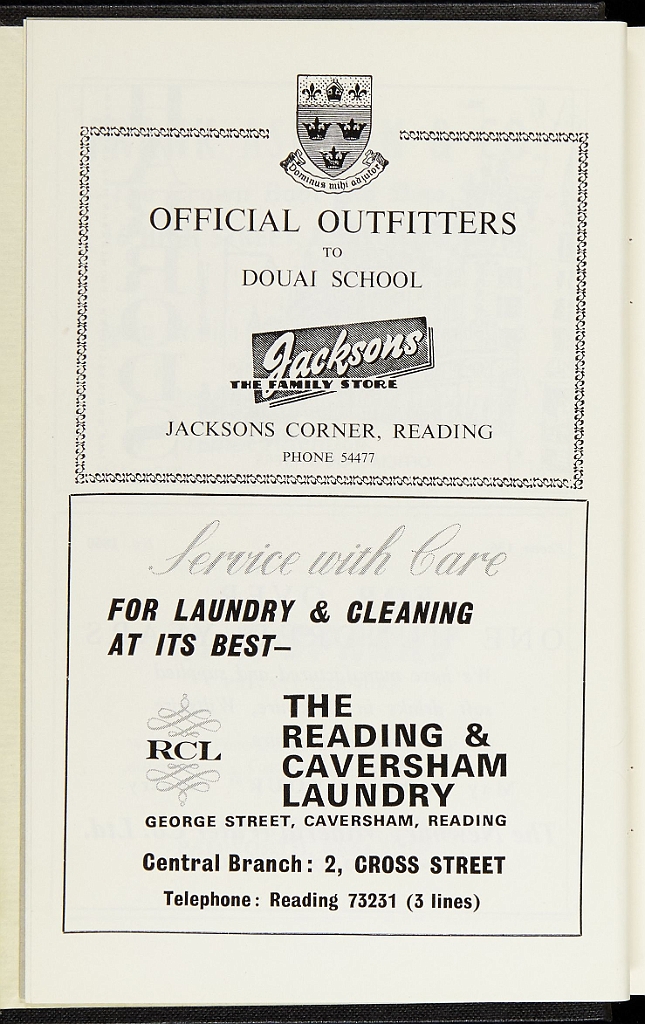 Dominus mihi adjutor
OFFICIAL OUTFITTERS
TO
DOUAI SCHOOL
Jacksons
THE FAMILY STORE
JACKSONS CORNER, READING
PHONE 54477
Service with Care
FOR LAUNDRY & CLEANING
AT ITS BEST–
RCL
THE
READING &
CAVERSHAM
LAUNDRY
GEORGE STREET, CAVERSHAM, READING
Central Branch: 2, CROSS STREET
Telephone: Reading 73231 (3 lines)